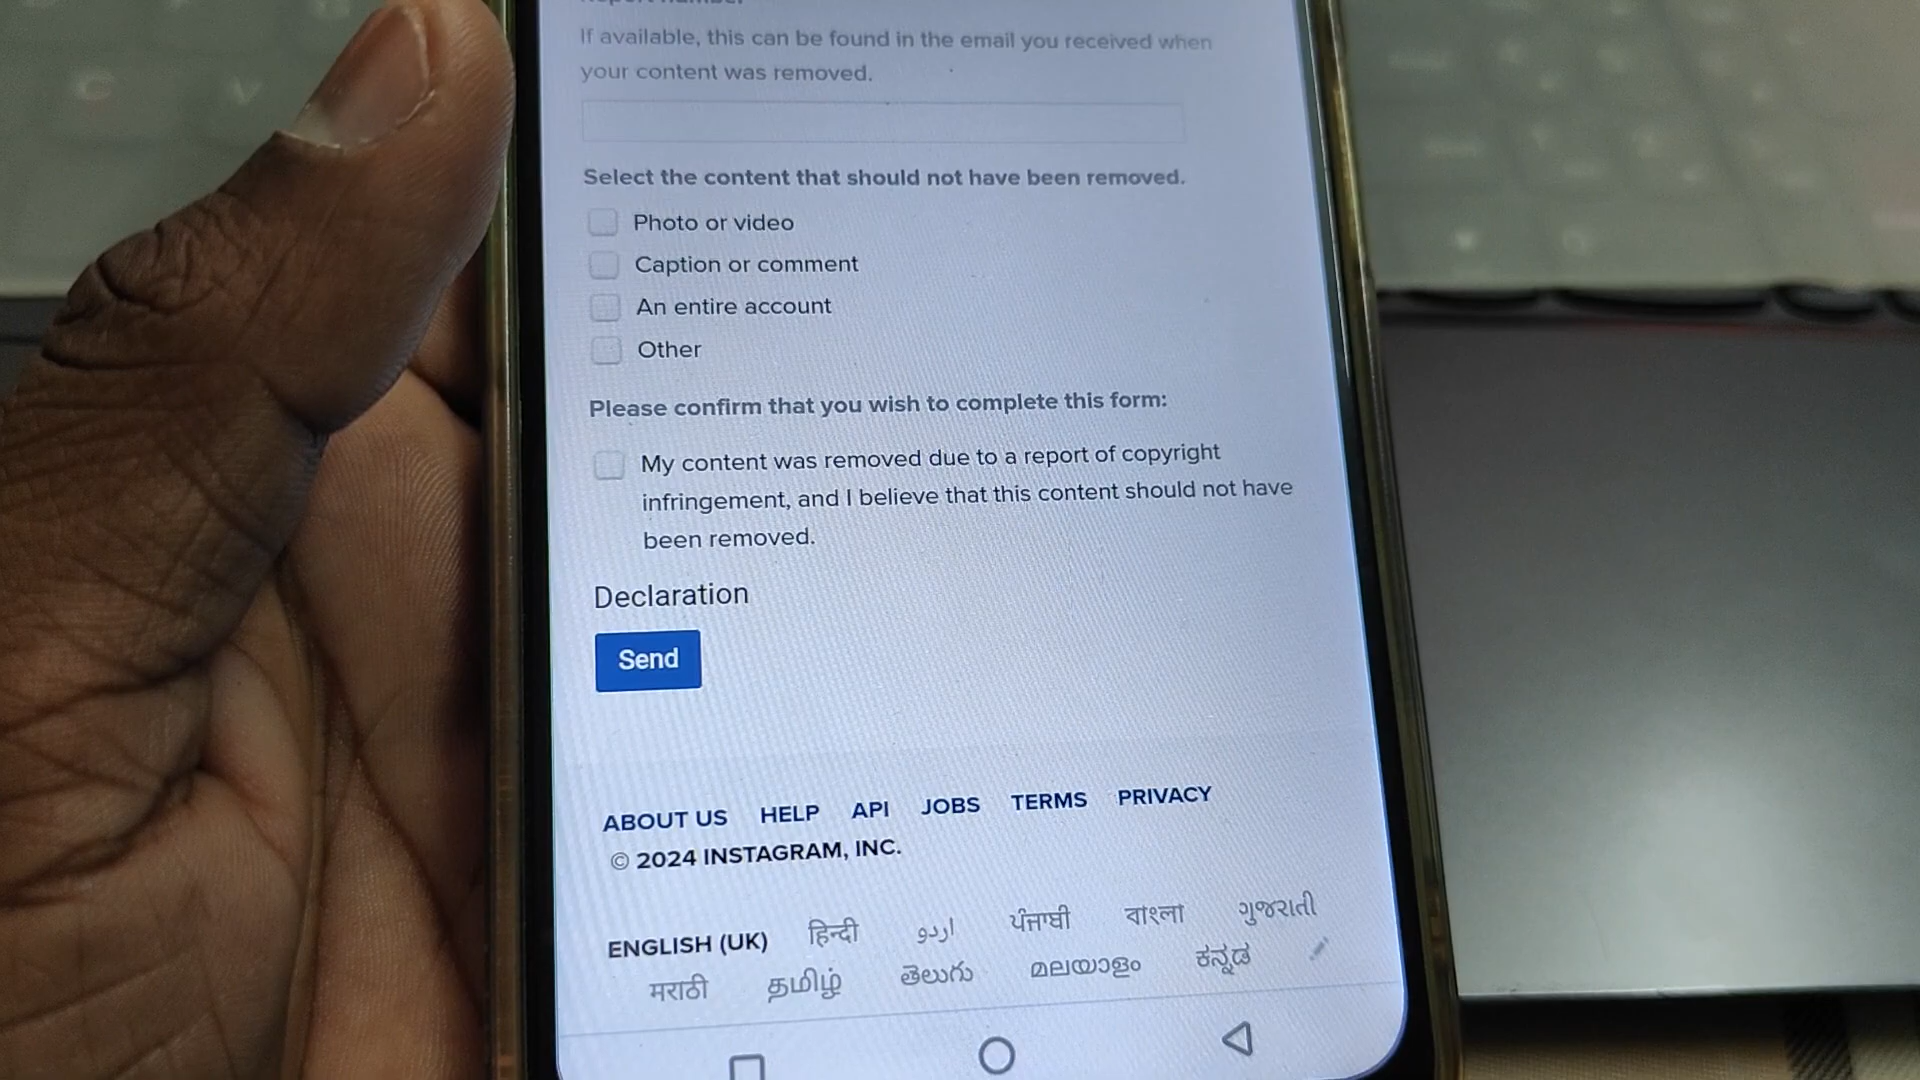 Report number
If available, this can be found in the email you received when
your content was removed.
Select the content that should not have been removed.
Photo or video
Caption or comment
An entire account
Other
Please confirm that you wish to complete this form:
My content was removed due to a report of copyright
infringement, and I believe that this content should not have
been removed.
Declaration
Send
ABOUT US HELP API JOBS TERMS PRIVACY
© 2024 INSTAGRAM, INC.
ENGLISH (UK) हिन्दी اردو ਪੰਜਾਬੀ বাংলা ગુજરાતી
मराठी தமிழ் తెలుగు മലയാളം ಕನ್ನಡ
C V